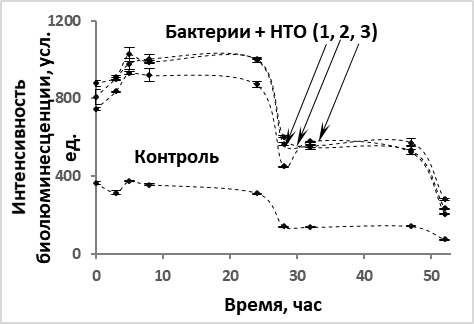 Бактерии + НТО (1, 2, 3)
1200
800
400
0
Контроль
Интенсивность
биолюминесценции, усл.
ед.
0 10 20 30 40 50
Время, час